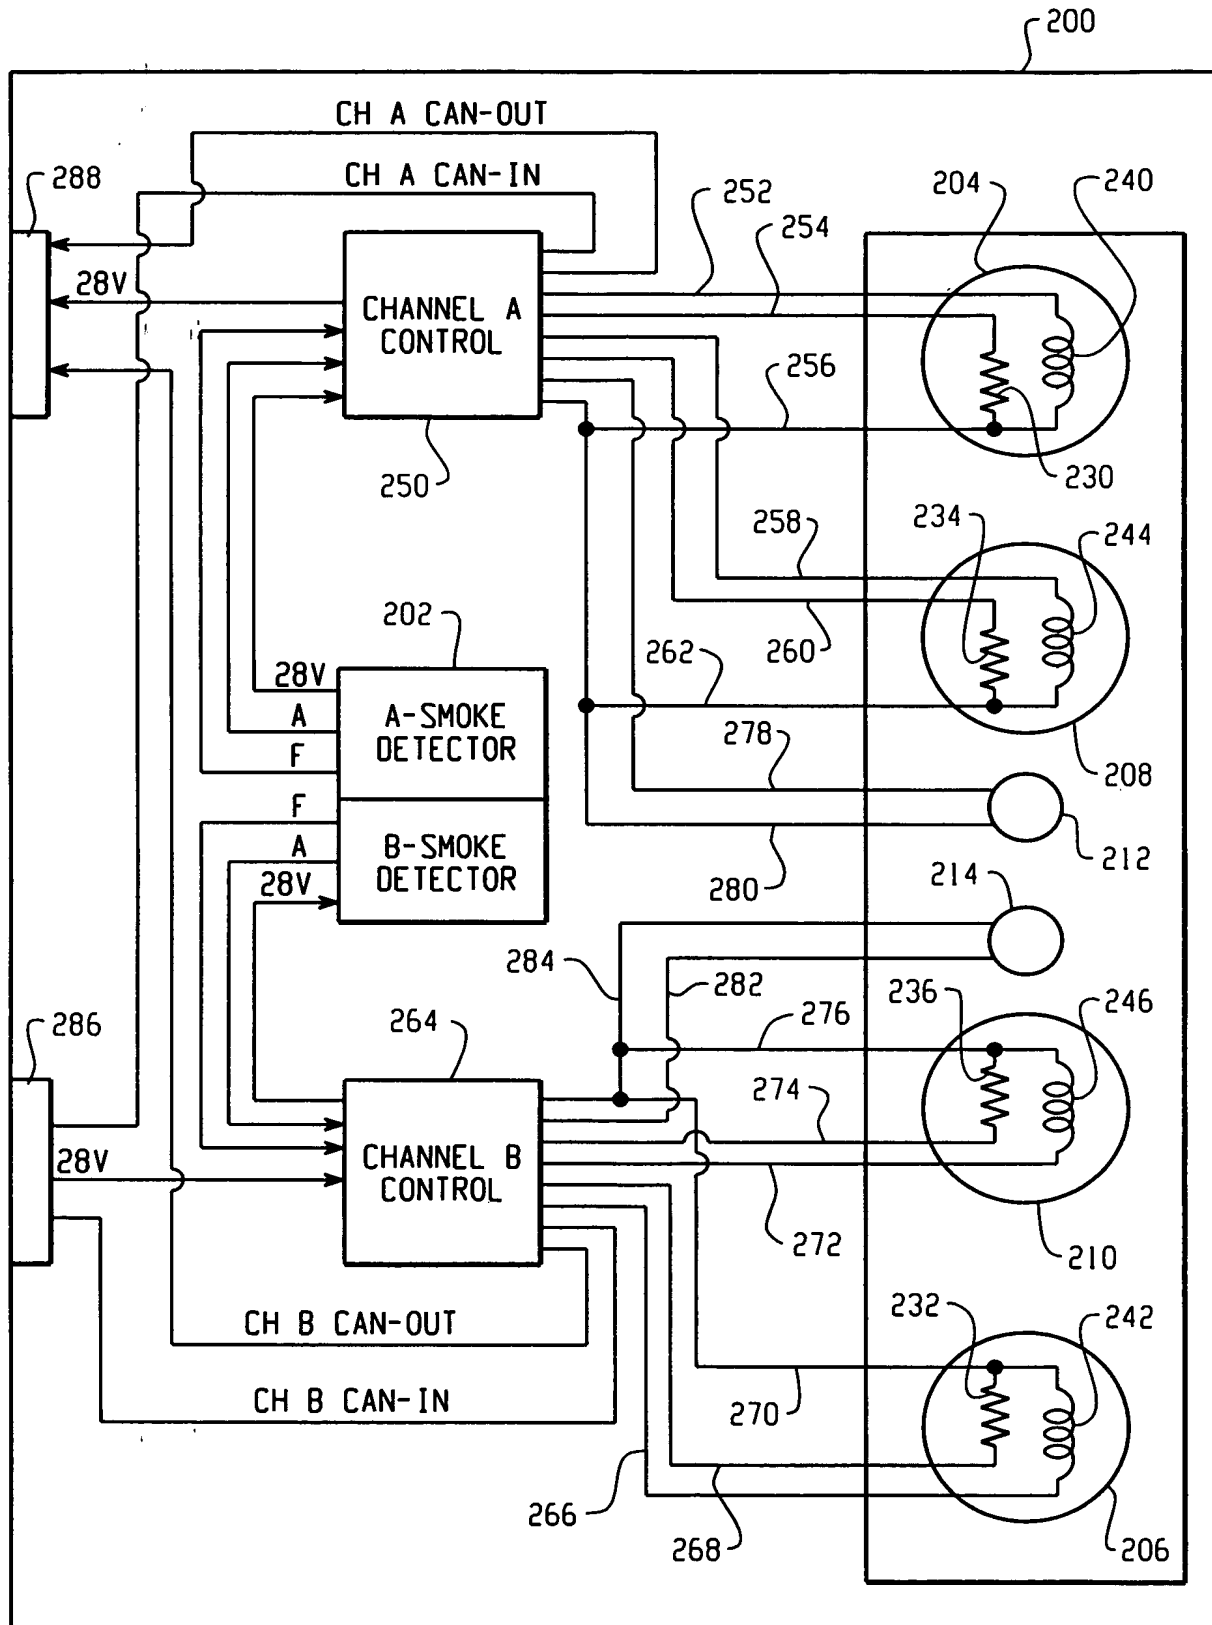 200
CH A CAN-OUT
288
CH A CAN-IN
252
204
240
254
28V
CHANNEL A
CONTROL
256
250
230
258
234
244
202
262
260
28V
A
A-SMOKE
DETECTOR
F
278
208
F
A
B-SMOKE
DETECTOR
28V
280
212
214
284
282
286
264
236
276
246
274
28V
CHANNEL B
CONTROL
272
210
CH B CAN-OUT
232
242
CH B CAN-IN
270
266
268
206